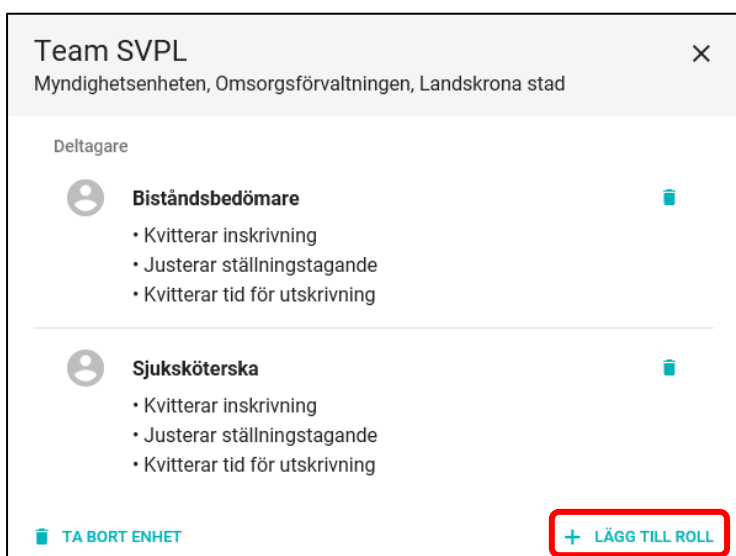 Team SVPL
Myndighetsenheten, Omsorgsförvaltningen, Landskrona stad
Deltagare
Biståndsbedömare
• Kvitterar inskrivning
• Justerar ställningstagande
• Kvitterar tid för utskrivning
Sjuksköterska
• Kvitterar inskrivning
• Justerar ställningstagande
• Kvitterar tid för utskrivning
TA BORT ENHET
+ LÄGG TILL ROLL